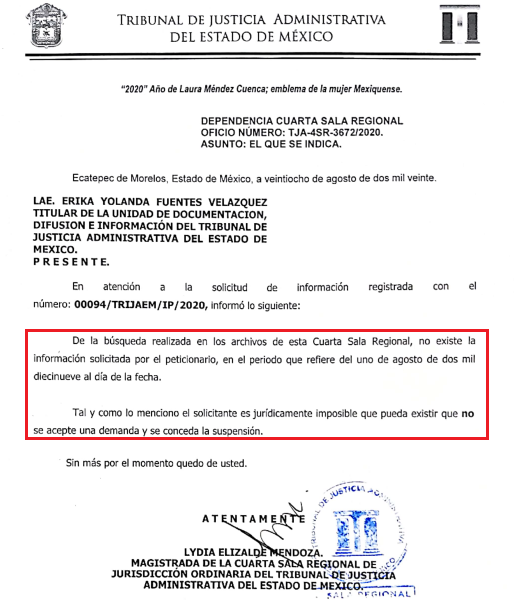 TRIBUNAL DE JUSTICIA ADMINISTRATIVA
DEL ESTADO DE MÉXICO
“2020” Año de Laura Méndez Cuenca; emblema de la mujer Mexiquense.
DEPENDENCIA CUARTA SALA REGIONAL
OFICIO NÚMERO: TJA-4SR-3672/2020.
ASUNTO: EL QUE SE INDICA.
Ecatepec de Morelos, Estado de México, a veintiocho de agosto de dos mil veinte.
LAE. ERIKA YOLANDA FUENTES VELAZQUEZ
TITULAR DE LA UNIDAD DE DOCUMENTACION,
DIFUSION E INFORMACIÓN DEL TRIBUNAL DE
JUSTICIA ADMINISTRATIVA DEL ESTADO DE
MEXICO.
P R E S E N T E.
En atención a la solicitud de información registrada con el
número: 00094/TRIJAEM/IP/2020, informó lo siguiente:
De la búsqueda realizada en los archivos de esta Cuarta Sala Regional, no existe la
información solicitada por el peticionario, en el periodo que refiere del uno de agosto de dos mil
diecinueve al día de la fecha.
Tal y como lo menciono el solicitante es jurídicamente imposible que pueda existir que no
se acepte una demanda y se conceda la suspensión.
Sin más por el momento quedo de usted.
A T E N T A M E N T E
LYDIA ELIZALDE MENDOZA.
MAGISTRADA DE LA CUARTA SALA REGIONAL DE
JURISDICCIÓN ORDINARIA DEL TRIBUNAL DE JUSTICIA
ADMINISTRATIVA DEL ESTADO DE MÉXICO.
SALA REGIONAL